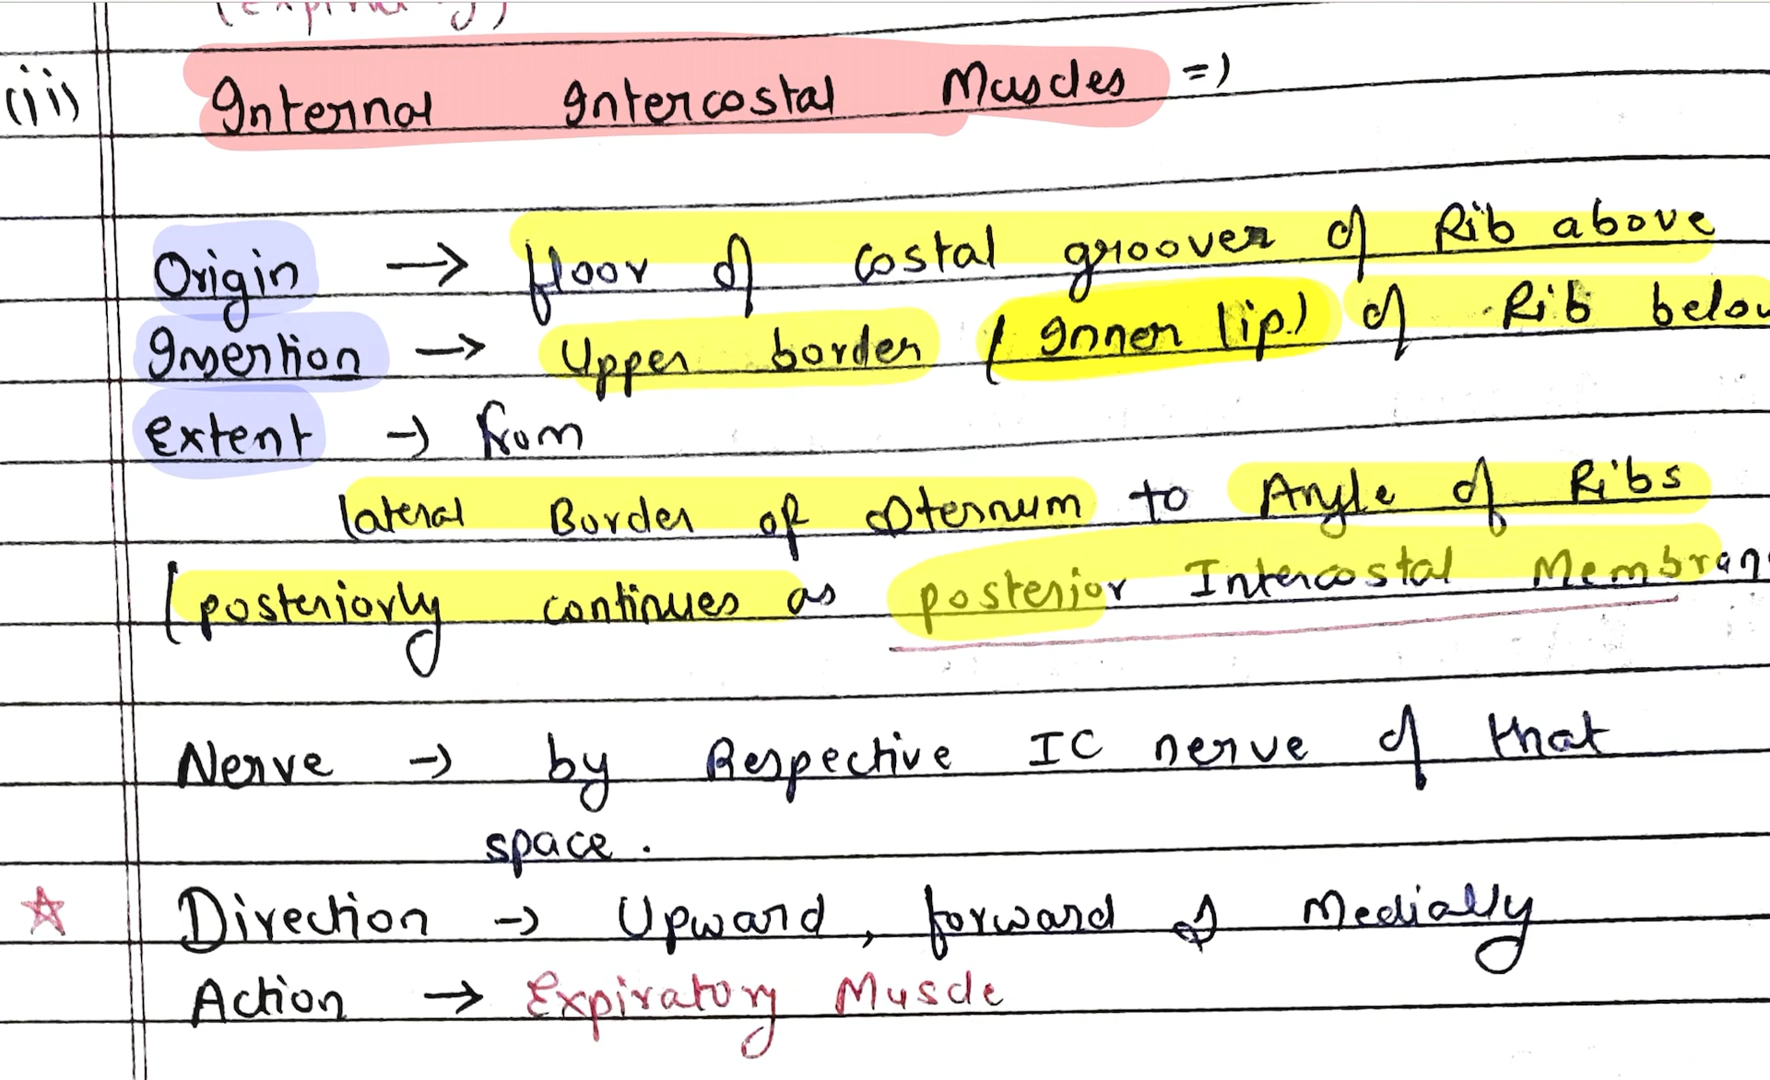 (ii) Internal Intercostal Muscles =)
Origin → floor of costal groover of Rib above
Insertion → Upper border (Inner lip) of Rib
Extent → from
lateral Border of Sternum to Angle of Ribs
(posteriorly continues as posterior Intercostal
Nerve → by Respective IC nerve of that
space.
Direction → Upward, forward & Medially
Action → Expiratory Muscle